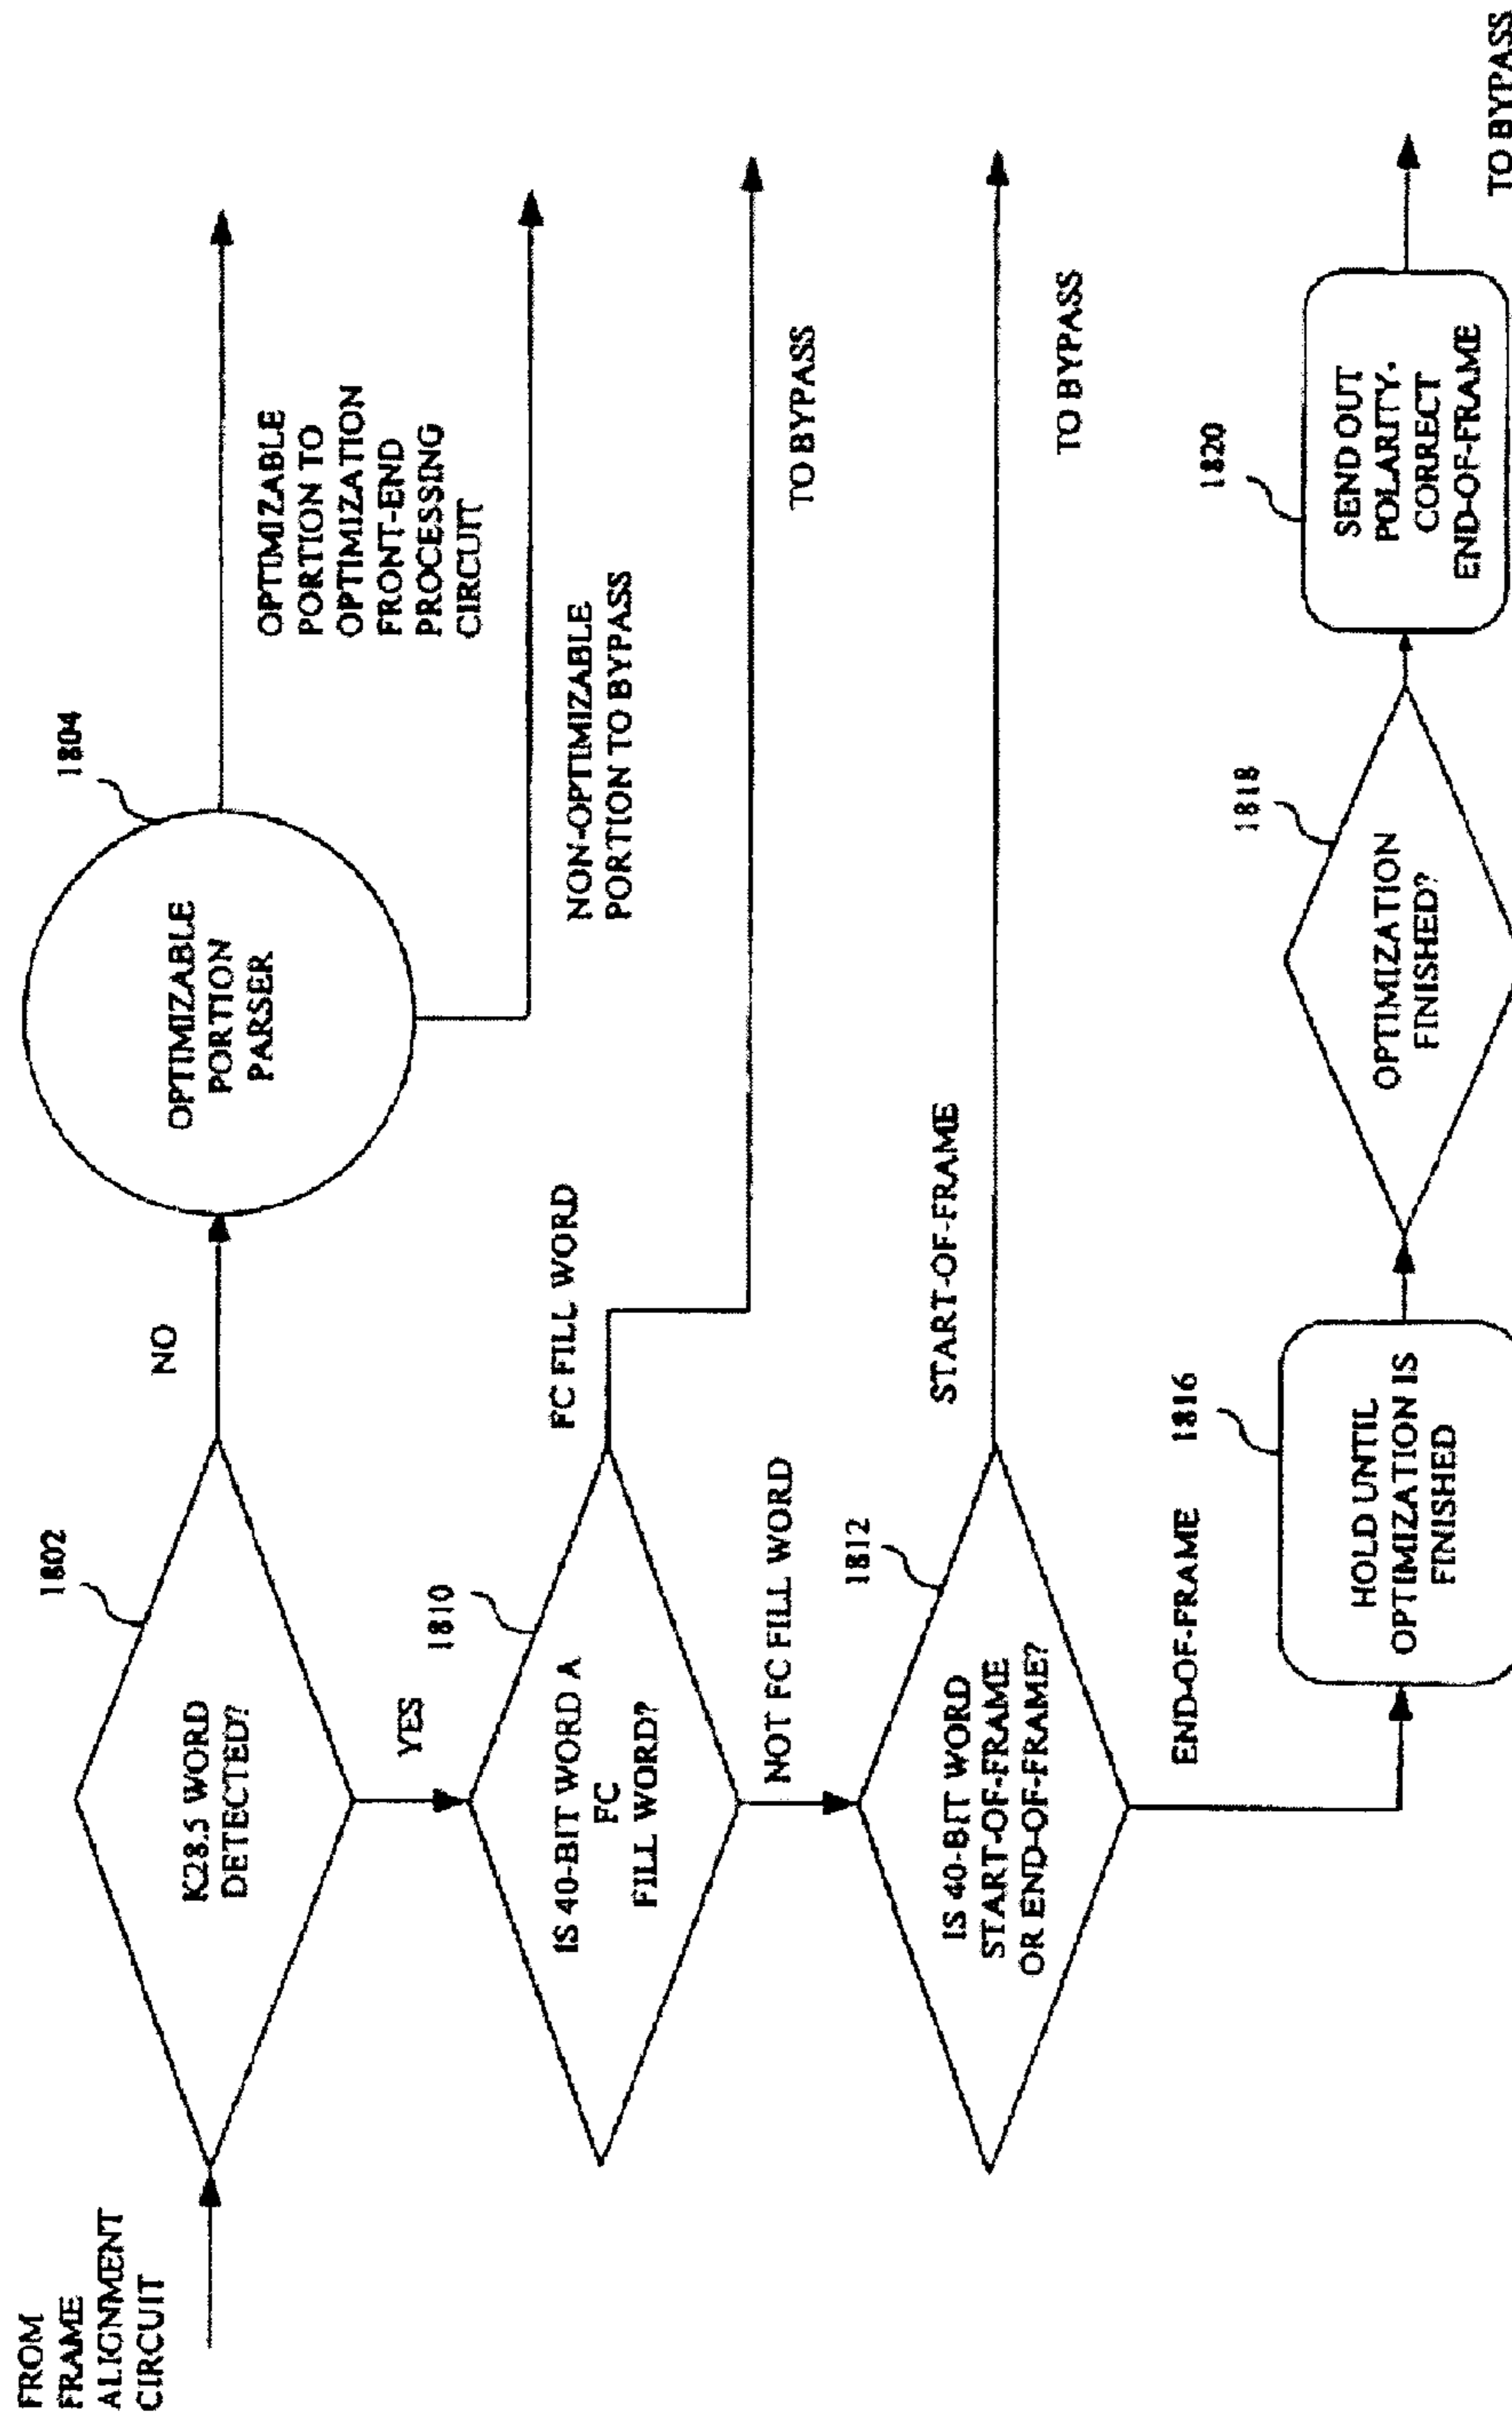 FROM
FRAME
ALIGNMENT
CIRCUIT
1802
K28.5 WORD
DETECTED?
NO
1804
OPTIMIZABLE
PORTION
PARSER
OPTIMIZABLE
PORTION TO
OPTIMIZATION
FRONT-END
PROCESSING
CIRCUIT
NON-OPTIMIZABLE
PORTION TO BYPASS
YES
1810
IS 40-BIT WORD A
FC
FILL WORD?
FC FILL WORD
TO BYPASS
NOT FC FILL WORD
1812
IS 40-BIT WORD
START-OF-FRAME
OR END-OF-FRAME?
START-OF-FRAME
TO BYPASS
END-OF-FRAME
1816
HOLD UNTIL
OPTIMIZATION IS
FINISHED
1818
OPTIMIZATION
FINISHED?
1820
SEND OUT
POLARITY-
CORRECT
END-OF-FRAME
TO BYPASS